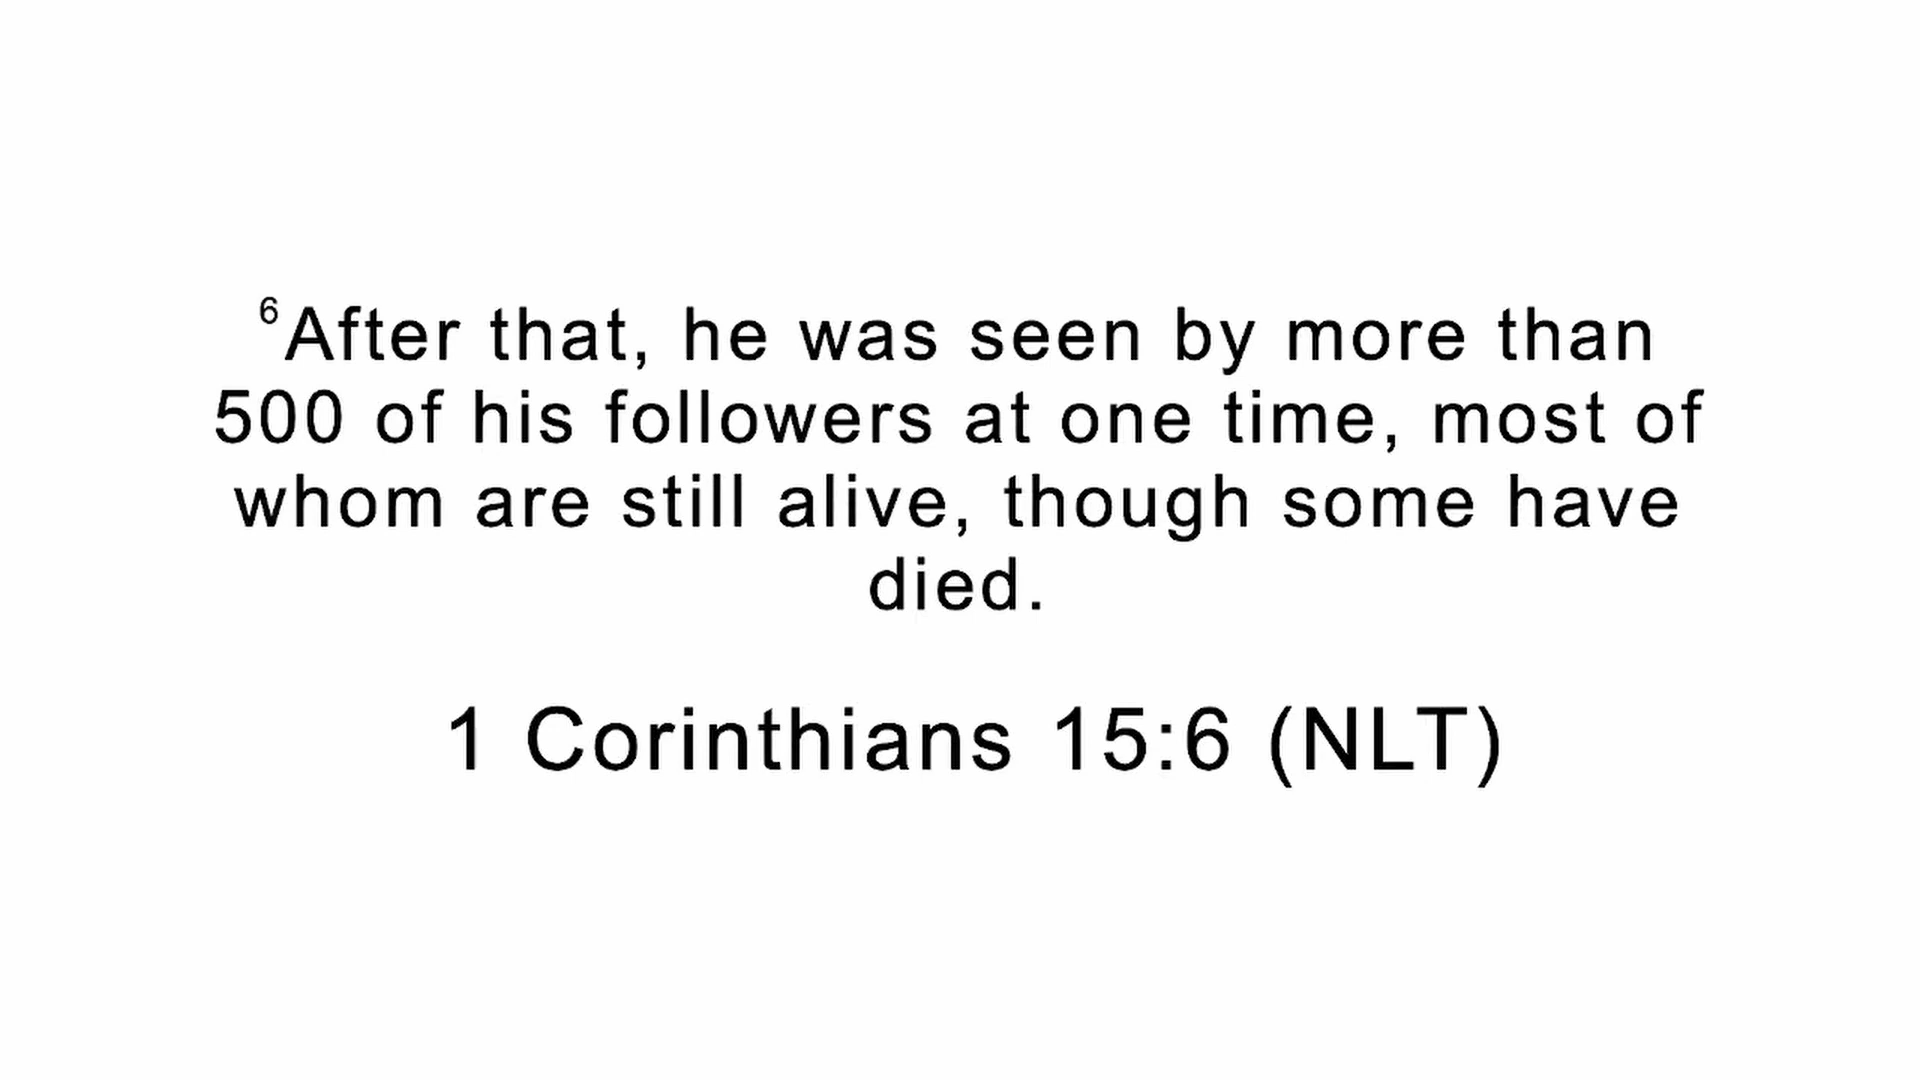 ⁶After that, he was seen by more than
500 of his followers at one time, most of
whom are still alive, though some have
died.
1 Corinthians 15:6 (NLT)